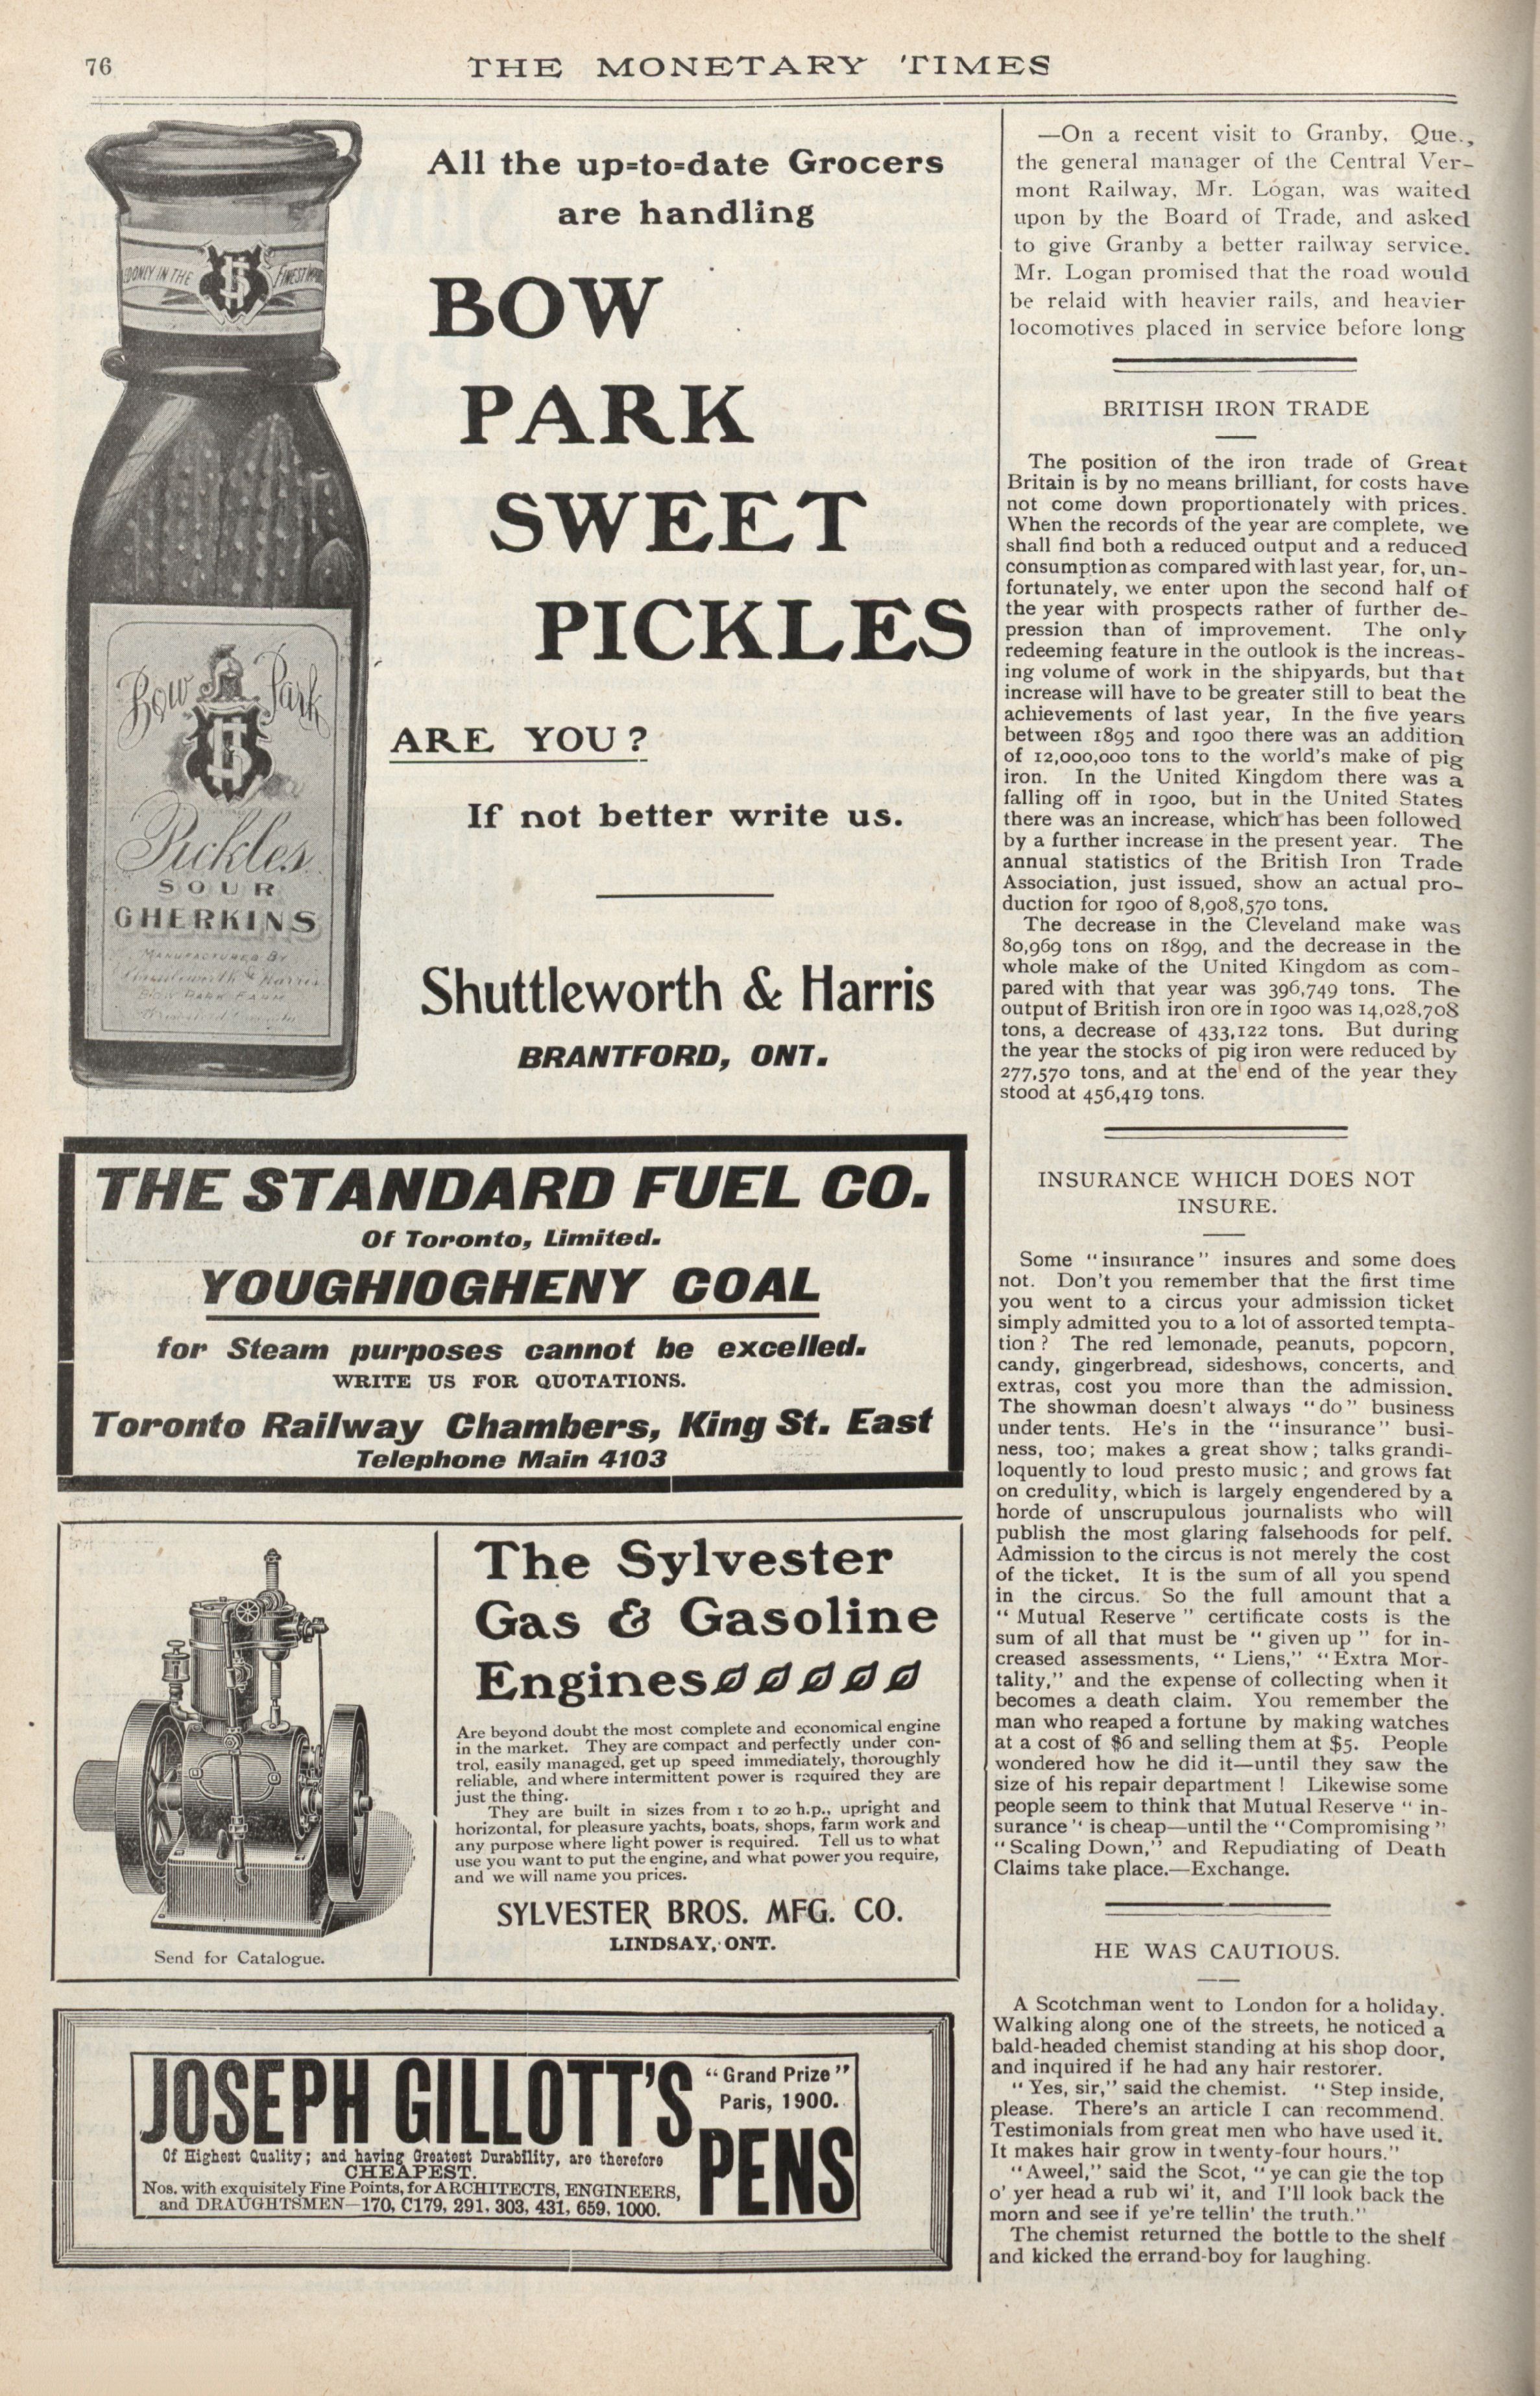 76
THE MONETARY TIMES
DONLY IN THE
FINEST
All the up=to=date Grocers
are handling
BOW
PARK
SWEET
PICKLES
ARE YOU?
If not better write us.
Shuttleworth & Harris
BRANTFORD, ONT.
Bow Park
Pickles
SOUR
GHERKINS
MANUFACTURED BY
Shuttleworth & Harris
BOW PARK FARM
THE STANDARD FUEL CO.
Of Toronto, Limited.
YOUGHIOGHENY COAL
for Steam purposes cannot be excelled.
WRITE US FOR QUOTATIONS.
Toronto Railway Chambers, King St. East
Telephone Main 4103
The Sylvester
Gas & Gasoline
Engines
Are beyond doubt the most complete and economical engine
in the market. They are compact and perfectly under con-
trol, easily managed, get up speed immediately, thoroughly
reliable, and where intermittent power is required they are
just the thing.
They are built in sizes from 1 to 20 h.p., upright and
horizontal, for pleasure yachts, boats, shops, farm work and
any purpose where light power is required. Tell us to what
use you want to put the engine, and what power you require,
and we will name you prices.
SYLVESTER BROS. MFG. CO.
LINDSAY, ONT.
Send for Catalogue.
JOSEPH GILLOTT'S
"Grand Prize"
Paris, 1900.
PENS
Of Highest Quality; and having Greatest Durability, are therefore
CHEAPEST.
Nos. with exquisitely Fine Points, for ARCHITECTS, ENGINEERS,
and DRAUGHTSMEN—170, C179, 291, 303, 431, 659, 1000.
—On a recent visit to Granby, Que.,
the general manager of the Central Ver-
mont Railway, Mr. Logan, was waited
upon by the Board of Trade, and asked
to give Granby a better railway service.
Mr. Logan promised that the road would
be relaid with heavier rails, and heavier
locomotives placed in service before long
BRITISH IRON TRADE
The position of the iron trade of Great
Britain is by no means brilliant, for costs have
not come down proportionately with prices.
When the records of the year are complete, we
shall find both a reduced output and a reduced
consumption as compared with last year, for, un-
fortunately, we enter upon the second half of
the year with prospects rather of further de-
pression than of improvement. The only
redeeming feature in the outlook is the increas-
ing volume of work in the shipyards, but that
increase will have to be greater still to beat the
achievements of last year, In the five years
between 1895 and 1900 there was an addition
of 12,000,000 tons to the world's make of pig
iron. In the United Kingdom there was a
falling off in 1900, but in the United States
there was an increase, which has been followed
by a further increase in the present year. The
annual statistics of the British Iron Trade
Association, just issued, show an actual pro-
duction for 1900 of 8,908,570 tons.
The decrease in the Cleveland make was
80,969 tons on 1899, and the decrease in the
whole make of the United Kingdom as com-
pared with that year was 396,749 tons. The
output of British iron ore in 1900 was 14,028,708
tons, a decrease of 433,122 tons. But during
the year the stocks of pig iron were reduced by
277,570 tons, and at the end of the year they
stood at 456,419 tons.
INSURANCE WHICH DOES NOT
INSURE.
Some "insurance" insures and some does
not. Don't you remember that the first time
you went to a circus your admission ticket
simply admitted you to a lot of assorted tempta-
tion? The red lemonade, peanuts, popcorn,
candy, gingerbread, sideshows, concerts, and
extras, cost you more than the admission.
The showman doesn't always "do" business
under tents. He's in the "insurance" busi-
ness, too; makes a great show; talks grandi-
loquently to loud presto music; and grows fat
on credulity, which is largely engendered by a
horde of unscrupulous journalists who will
publish the most glaring falsehoods for pelf.
Admission to the circus is not merely the cost
of the ticket. It is the sum of all you spend
in the circus. So the full amount that a
"Mutual Reserve" certificate costs is the
sum of all that must be "given up" for in-
creased assessments, "Liens," "Extra Mor-
tality," and the expense of collecting when it
becomes a death claim. You remember the
man who reaped a fortune by making watches
at a cost of $6 and selling them at $5. People
wondered how he did it—until they saw the
size of his repair department! Likewise some
people seem to think that Mutual Reserve "in-
surance" is cheap—until the "Compromising"
"Scaling Down," and Repudiating of Death
Claims take place.—Exchange.
HE WAS CAUTIOUS.
A Scotchman went to London for a holiday.
Walking along one of the streets, he noticed a
bald-headed chemist standing at his shop door,
and inquired if he had any hair restorer.
"Yes, sir," said the chemist. "Step inside,
please. There's an article I can recommend.
Testimonials from great men who have used it.
It makes hair grow in twenty-four hours."
"Aweel," said the Scot, "ye can gie the top
o' yer head a rub wi' it, and I'll look back the
morn and see if ye're tellin' the truth."
The chemist returned the bottle to the shelf
and kicked the errand-boy for laughing.